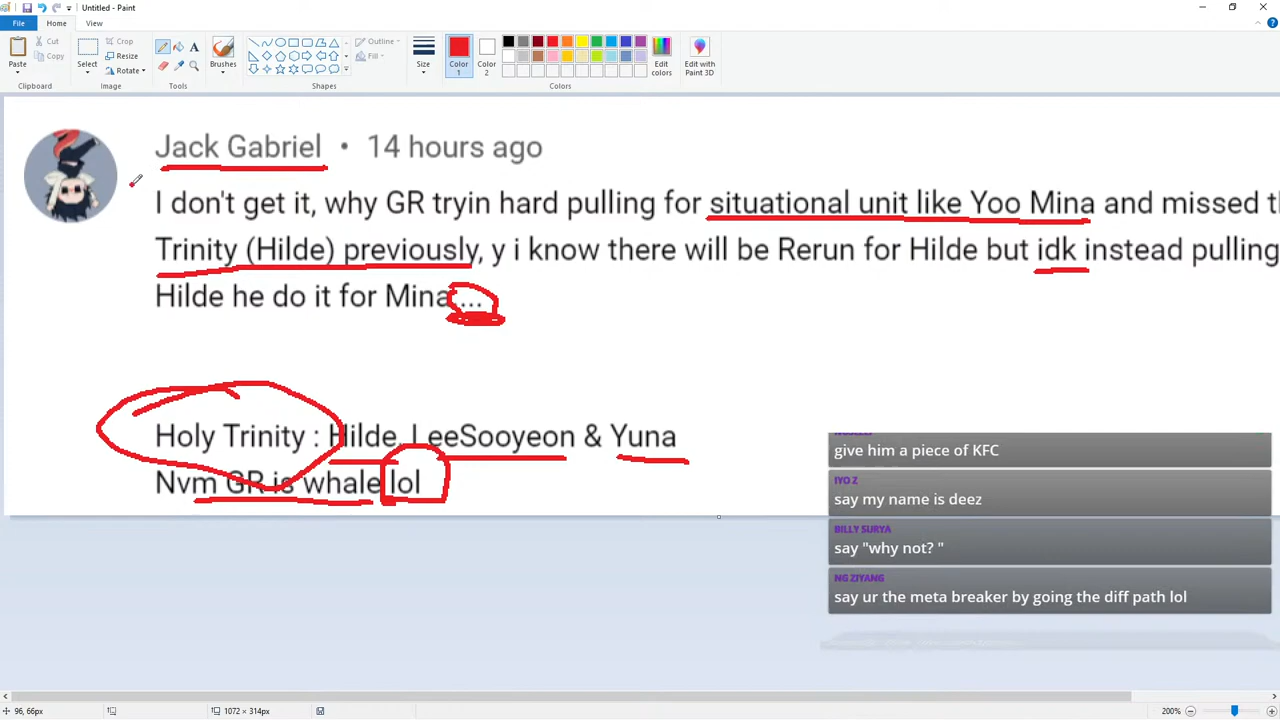 Untitled - Paint
File Home View
Paste
Cut
Copy
Clipboard
Select
Crop
Resize
Rotate
Image
A
Tools
Brushes
Outline
Fill
Shapes
Size
Color 1
Color 2
Edit colors
Colors
Edit with Paint 3D
Jack Gabriel • 14 hours ago
I don't get it, why GR tryin hard pulling for situational unit like Yoo Mina and missed
Trinity (Hilde) previously, y i know there will be Rerun for Hilde but idk instead pulling
Hilde he do it for Mina ...
Holy Trinity : Hilde, LeeSooyeon & Yuna
Nvm GR is whale lol
give him a piece of KFC
IYO Z
say my name is deez
BILLY SURYA
say "why not? "
NG ZIYANG
say ur the meta breaker by going the diff path lol
96, 66px
1072 × 314px
200%